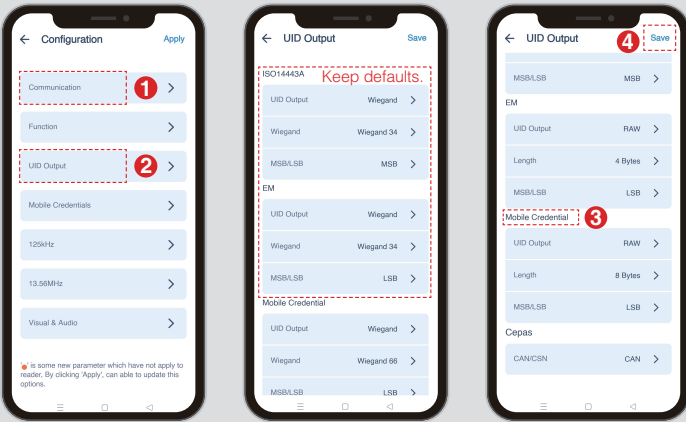 Configuration
Apply
Communication
1
Function
UID Output
2
Mobile Credentials
125kHz
13.56MHz
Visual & Audio
' ' is some new parameter which have not apply to
reader, By clicking 'Apply', can able to update this
options.
UID Output
Save
ISO14443A
Keep defaults.
UID Output Wiegand
Wiegand Wiegand 34
MSB/LSB MSB
EM
UID Output Wiegand
Wiegand Wiegand 34
MSB/LSB LSB
Mobile Credential
UID Output Wiegand
Wiegand Wiegand 66
MSB/LSB LSB
UID Output
4
Save
MSB/LSB MSB
EM
UID Output RAW
Length 4 Bytes
MSB/LSB LSB
Mobile Credential
3
UID Output RAW
Length 8 Bytes
MSB/LSB LSB
Cepas
CAN/CSN CAN